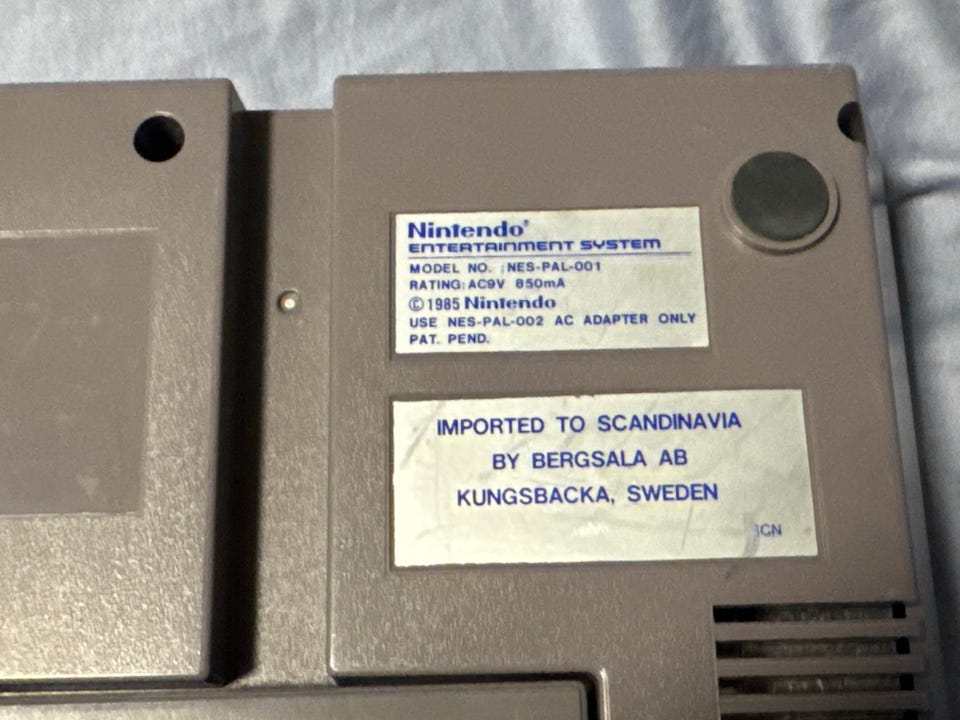 Nintendo®
ENTERTAINMENT SYSTEM
MODEL NO. :NES-PAL-001
RATING:AC9V 850mA
©1985 Nintendo
USE NES-PAL-002 AC ADAPTER ONLY
PAT. PEND.
IMPORTED TO SCANDINAVIA
BY BERGSALA AB
KUNGSBACKA, SWEDEN